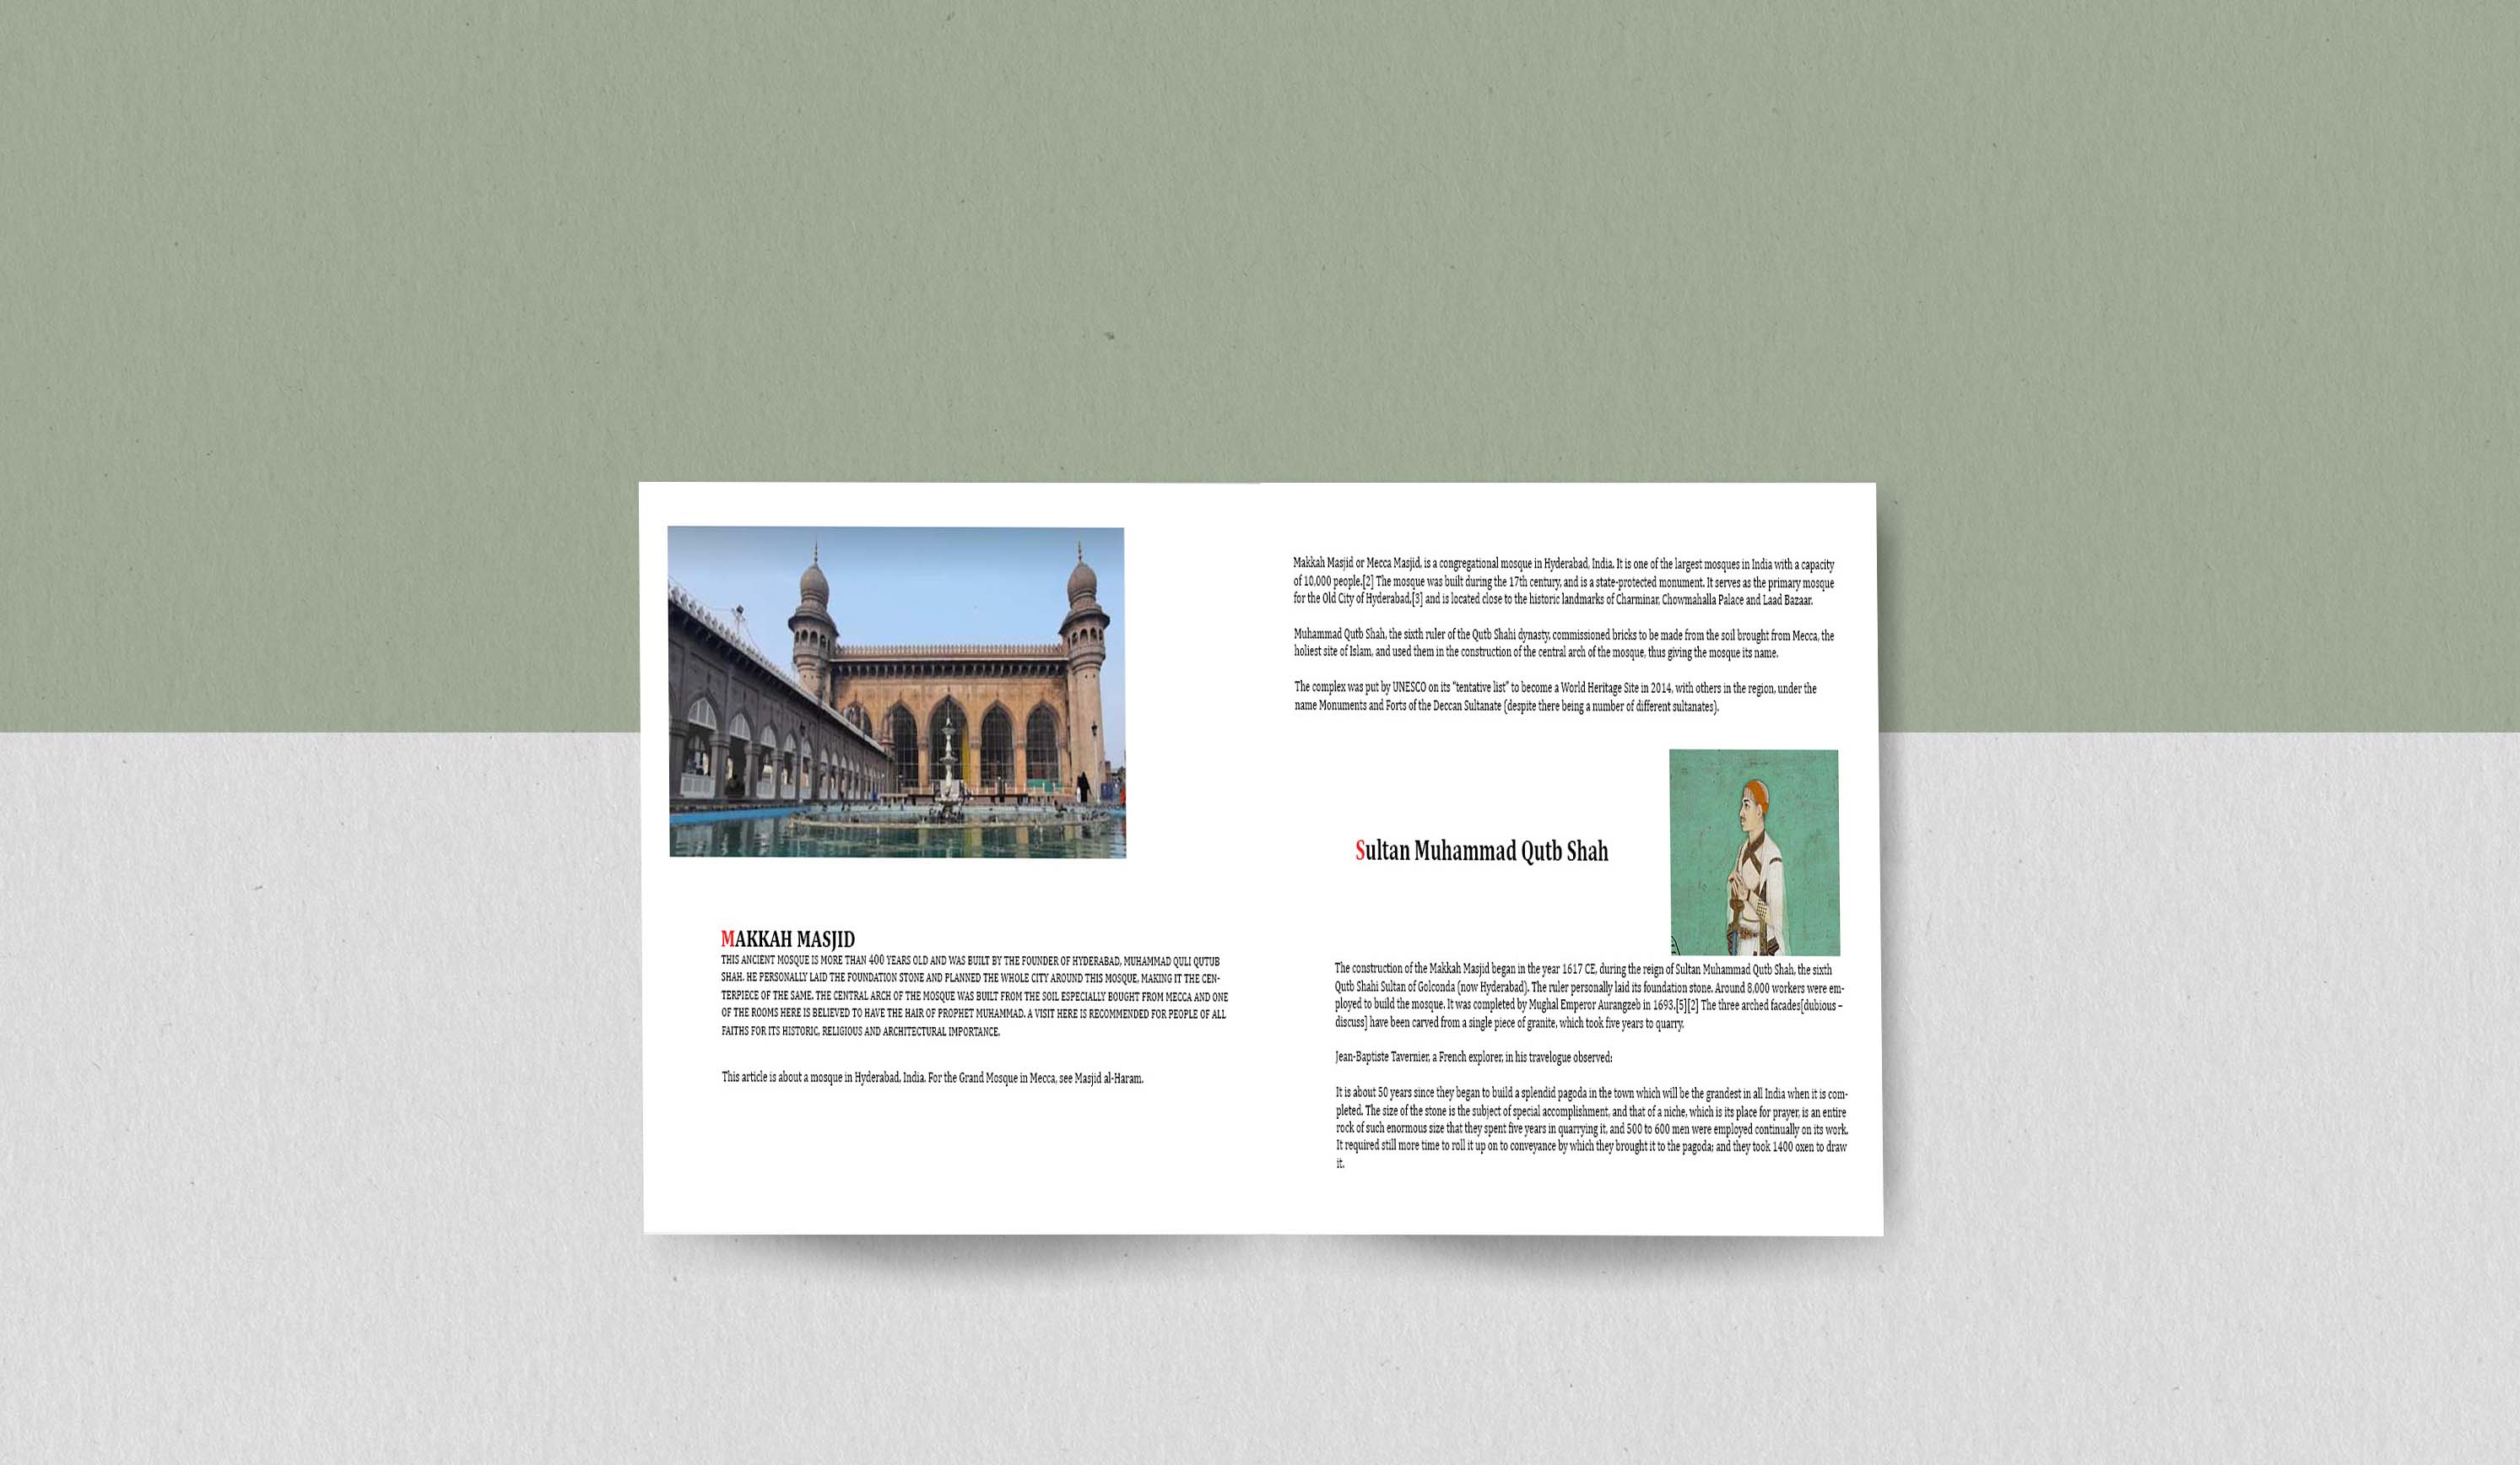 MAKKAH MASJID
THIS ANCIENT MOSQUE IS MORE THAN 400 YEARS OLD AND WAS BUILT BY THE FOUNDER OF HYDERABAD, MUHAMMAD QULI QUTUB
SHAH. HE PERSONALLY LAID THE FOUNDATION STONE AND PLANNED THE WHOLE CITY AROUND THIS MOSQUE, MAKING IT THE CEN-
TERPIECE OF THE SAME. THE CENTRAL ARCH OF THE MOSQUE WAS BUILT FROM THE SOIL ESPECIALLY BOUGHT FROM MECCA AND ONE
OF THE ROOMS HERE IS BELIEVED TO HAVE THE HAIR OF PROPHET MUHAMMAD. A VISIT HERE IS RECOMMENDED FOR PEOPLE OF ALL
FAITHS FOR ITS HISTORIC, RELIGIOUS AND ARCHITECTURAL IMPORTANCE.
This article is about a mosque in Hyderabad, India. For the Grand Mosque in Mecca, see Masjid al-Haram.
Makkah Masjid or Mecca Masjid, is a congregational mosque in Hyderabad, India. It is one of the largest mosques in India with a capacity
of 10,000 people.[2] The mosque was built during the 17th century, and is a state-protected monument. It serves as the primary mosque
for the Old City of Hyderabad,[3] and is located close to the historic landmarks of Charminar, Chowmahalla Palace and Laad Bazaar.
Muhammad Qutb Shah, the sixth ruler of the Qutb Shahi dynasty, commissioned bricks to be made from the soil brought from Mecca, the
holiest site of Islam, and used them in the construction of the central arch of the mosque, thus giving the mosque its name.
The complex was put by UNESCO on its "tentative list" to become a World Heritage Site in 2014, with others in the region, under the
name Monuments and Forts of the Deccan Sultanate (despite there being a number of different sultanates).
Sultan Muhammad Qutb Shah
The construction of the Makkah Masjid began in the year 1617 CE, during the reign of Sultan Muhammad Qutb Shah, the sixth
Qutb Shahi Sultan of Golconda (now Hyderabad). The ruler personally laid its foundation stone. Around 8,000 workers were em-
ployed to build the mosque. It was completed by Mughal Emperor Aurangzeb in 1693.[5][2] The three arched facades[dubious –
discuss] have been carved from a single piece of granite, which took five years to quarry.
Jean-Baptiste Tavernier, a French explorer, in his travelogue observed:
It is about 50 years since they began to build a splendid pagoda in the town which will be the grandest in all India when it is com-
pleted. The size of the stone is the subject of special accomplishment, and that of a niche, which is its place for prayer, is an entire
rock of such enormous size that they spent five years in quarrying it, and 500 to 600 men were employed continually on its work.
It required still more time to roll it up on to conveyance by which they brought it to the pagoda; and they took 1400 oxen to draw
it.